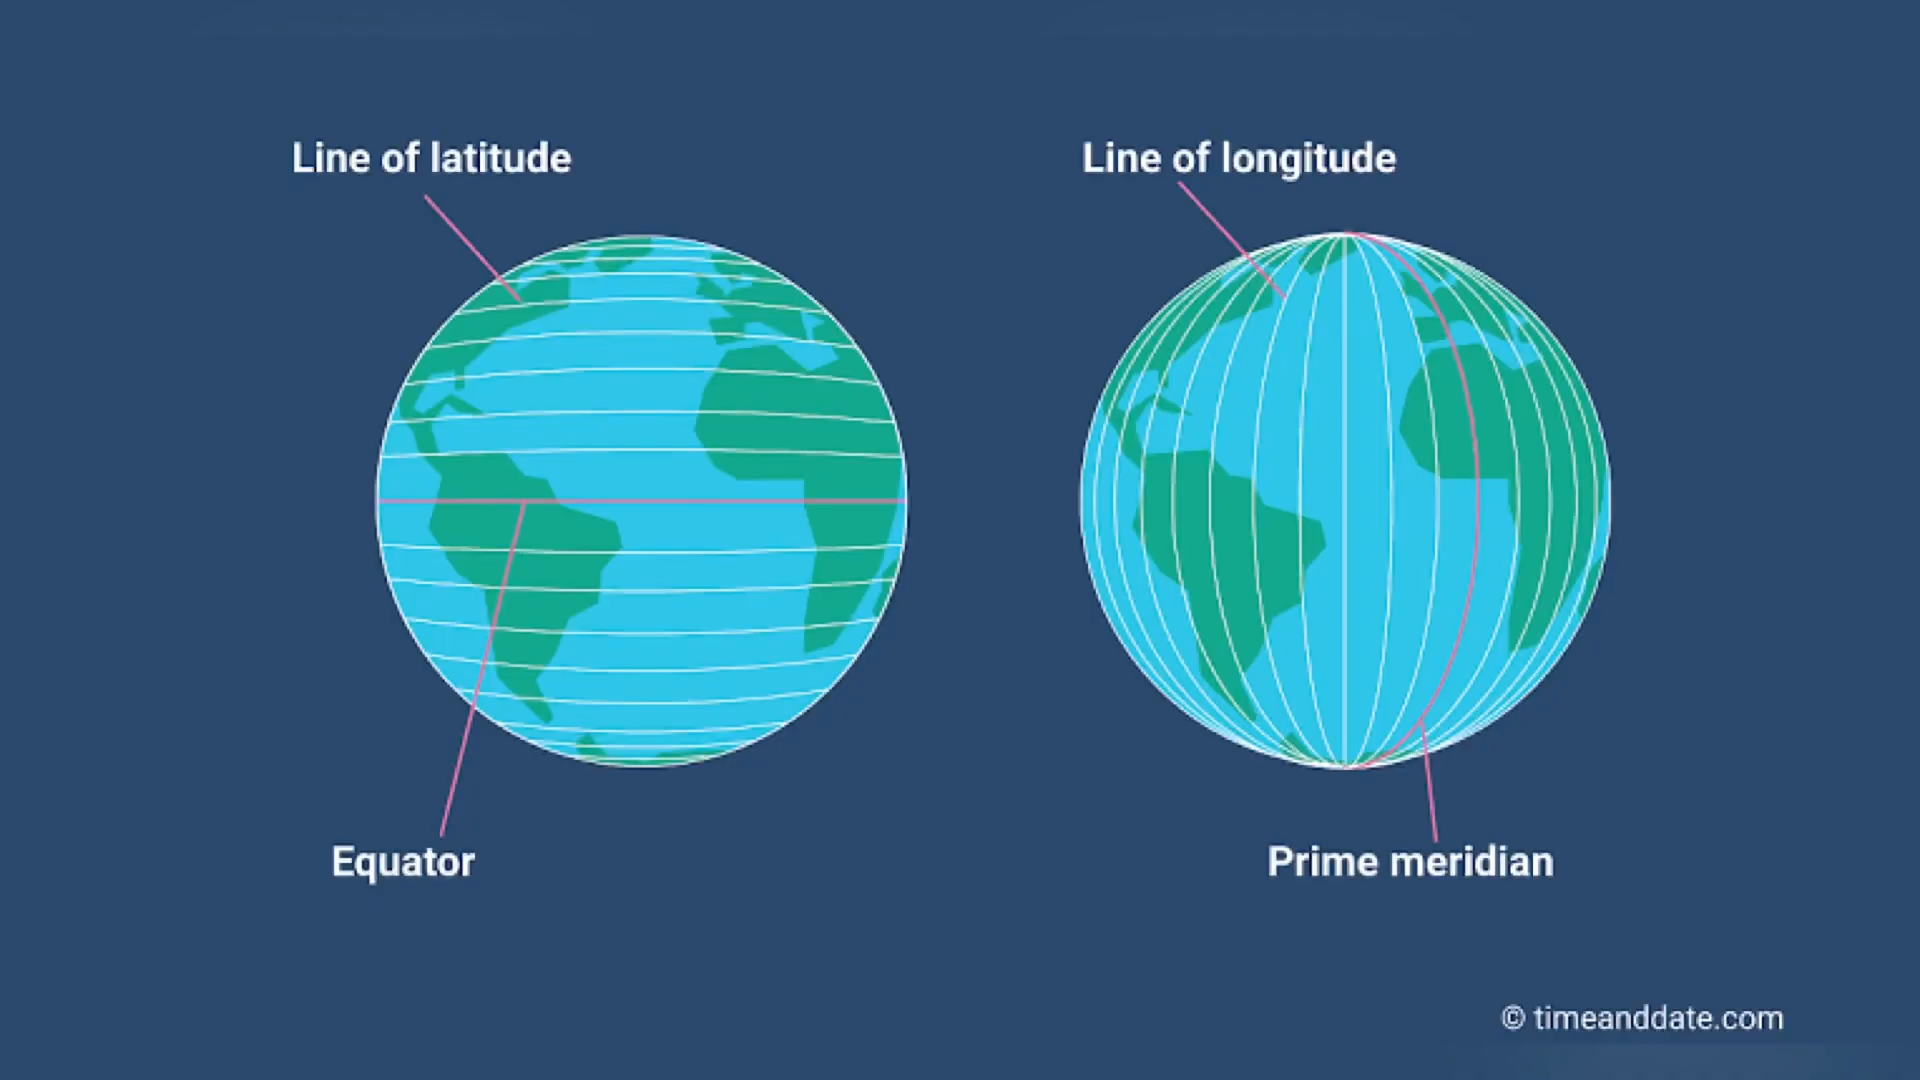 Line of latitude
Line of longitude
Equator
Prime meridian
© timeanddate.com